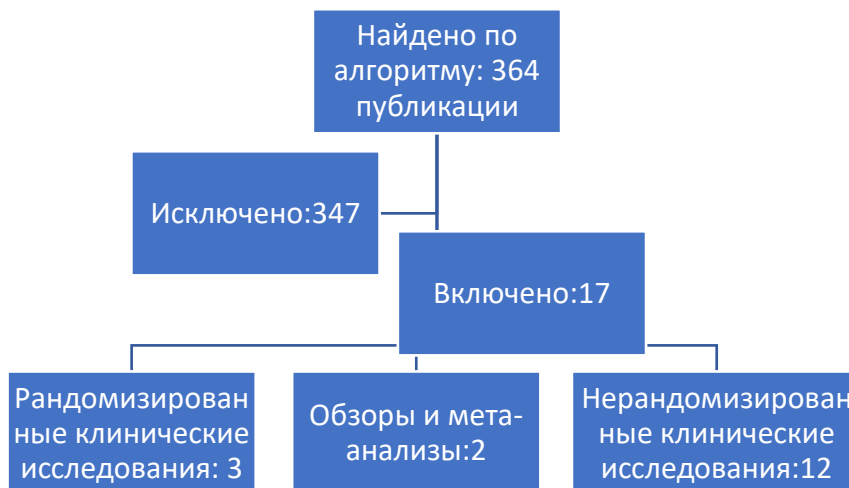 Найдено по
алгоритму: 364
публикации
Исключено:347
Включено:17
Рандомизирован
ные клинические
исследования: 3
Обзоры и мета-
анализы:2
Нерандомизирован
ные клинические
исследования:12